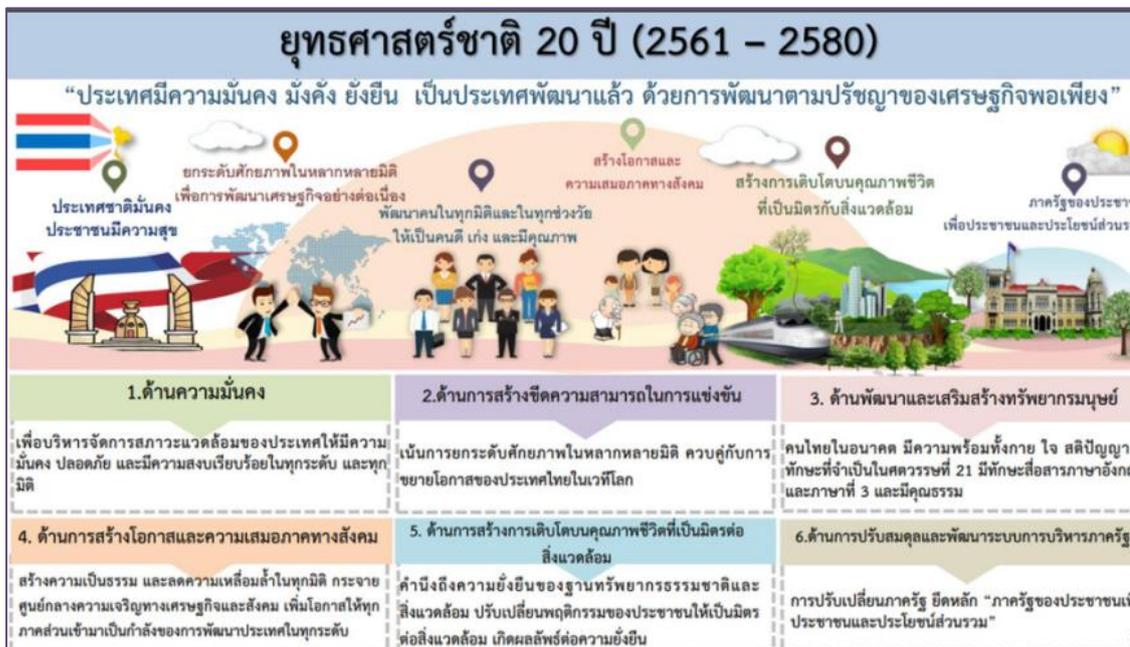 ยุทธศาสตร์ชาติ 20 ปี (2561 – 2580)
“ประเทศมีความมั่นคง มั่งคั่ง ยั่งยืน เป็นประเทศพัฒนาแล้ว ด้วยการพัฒนาตามปรัชญาของเศรษฐกิจพอเพียง”
ประเทศชาติมั่นคง
ประชาชนมีความสุข
ยกระดับศักยภาพในหลากหลายมิติ
เพื่อการพัฒนาเศรษฐกิจอย่างต่อเนื่อง
พัฒนาคนในทุกมิติและในทุกช่วงวัย
ให้เป็นคนดี เก่ง และมีคุณภาพ
สร้างโอกาสและ
ความเสมอภาคทางสังคม
สร้างการเติบโตบนคุณภาพชีวิต
ที่เป็นมิตรกับสิ่งแวดล้อม
ภาครัฐของประชา
เพื่อประชาชนและประโยชน์ส่วน
1.ด้านความมั่นคง
เพื่อบริหารจัดการสภาวะแวดล้อมของประเทศให้มีความ
มั่นคง ปลอดภัย และมีความสงบเรียบร้อยในทุกระดับ และทุก
มิติ
2.ด้านการสร้างขีดความสามารถในการแข่งขัน
เน้นการยกระดับศักยภาพในหลากหลายมิติ ควบคู่กับการ
ขยายโอกาสของประเทศไทยในเวทีโลก
3. ด้านพัฒนาและเสริมสร้างทรัพยากรมนุษย์
คนไทยในอนาคต มีความพร้อมทั้งกาย ใจ สติปัญญา
ทักษะที่จำเป็นในศตวรรษที่ 21 มีทักษะสื่อสารภาษาอังก
และภาษาที่ 3 และมีคุณธรรม
4. ด้านการสร้างโอกาสและความเสมอภาคทางสังคม
สร้างความเป็นธรรม และลดความเหลื่อมล้ำในทุกมิติ กระจาย
ศูนย์กลางความเจริญทางเศรษฐกิจและสังคม เพิ่มโอกาสให้ทุก
ภาคส่วนเข้ามาเป็นกำลังของการพัฒนาประเทศในทุกระดับ
5. ด้านการสร้างการเติบโตบนคุณภาพชีวิตที่เป็นมิตรต่อ
สิ่งแวดล้อม
คำนึงถึงความยั่งยืนของฐานทรัพยากรธรรมชาติและ
สิ่งแวดล้อม ปรับเปลี่ยนพฤติกรรมของประชาชนให้เป็นมิตร
ต่อสิ่งแวดล้อม เกิดผลลัพธ์ต่อความยั่งยืน
6.ด้านการปรับสมดุลและพัฒนาระบบการบริหารภาครัฐ
การปรับเปลี่ยนภาครัฐ ยึดหลัก “ภาครัฐของประชาชน
ประชาชนและประโยชน์ส่วนรวม”